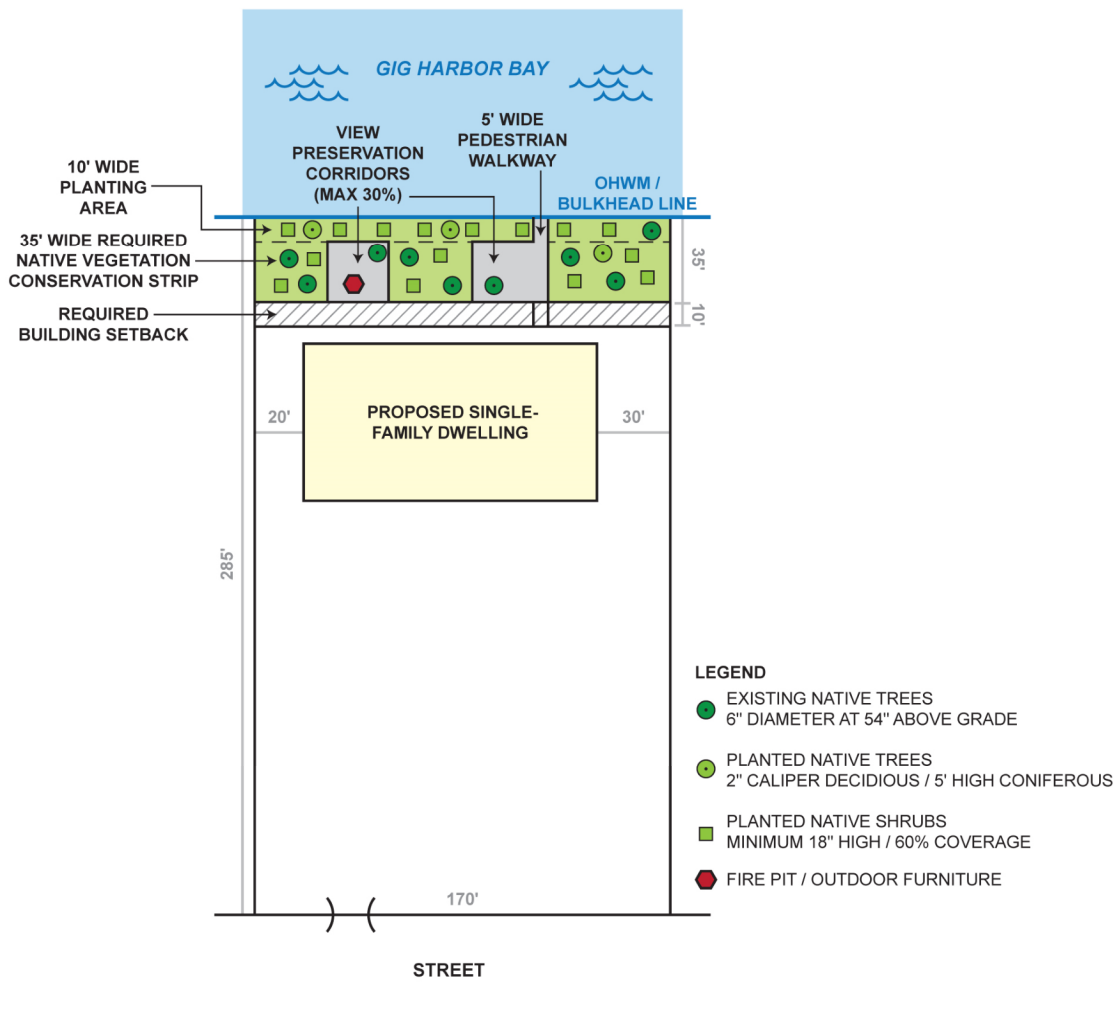 GIG HARBOR BAY
5' WIDE
PEDESTRIAN
WALKWAY
VIEW
PRESERVATION
CORRIDORS
(MAX 30%)
10' WIDE
PLANTING
AREA
OHWM /
BULKHEAD LINE
35' WIDE REQUIRED
NATIVE VEGETATION
CONSERVATION STRIP
35'
REQUIRED
BUILDING SETBACK
10'
20'
PROPOSED SINGLE-
FAMILY DWELLING
30'
285'
LEGEND
EXISTING NATIVE TREES
6" DIAMETER AT 54" ABOVE GRADE
PLANTED NATIVE TREES
2" CALIPER DECIDIOUS / 5' HIGH CONIFEROUS
PLANTED NATIVE SHRUBS
MINIMUM 18" HIGH / 60% COVERAGE
FIRE PIT / OUTDOOR FURNITURE
170'
STREET